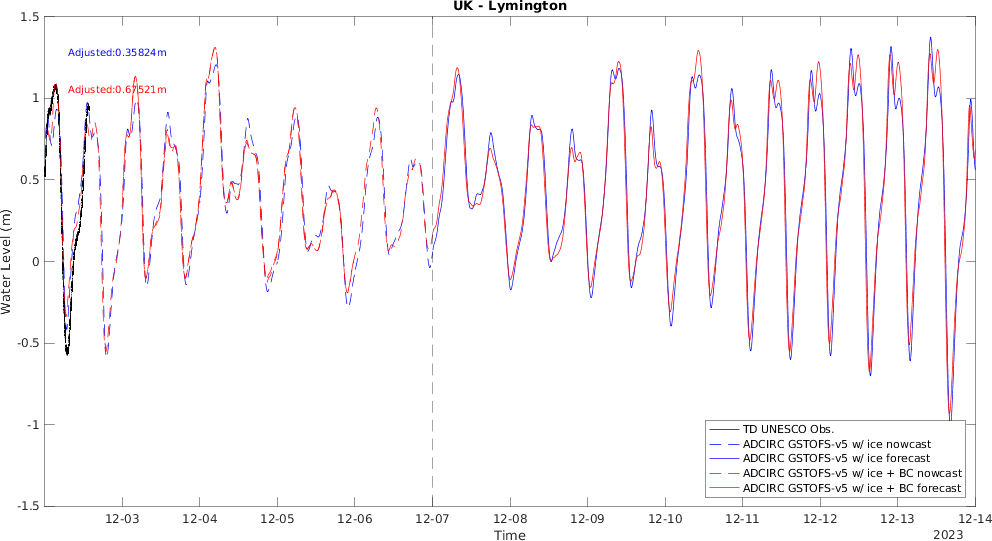 UK - Lymington
1.5
Adjusted:0.35824m
Adjusted:0.67521m
1
0.5
0
-0.5
-1
-1.5
Water Level (m)
TD UNESCO Obs.
ADCIRC GSTOFS-v5 w/ ice nowcast
ADCIRC GSTOFS-v5 w/ ice forecast
ADCIRC GSTOFS-v5 w/ ice + BC nowcast
ADCIRC GSTOFS-v5 w/ ice + BC forecast
12-03 12-04 12-05 12-06 12-07 12-08 12-09 12-10 12-11 12-12 12-13 12-14
Time
2023